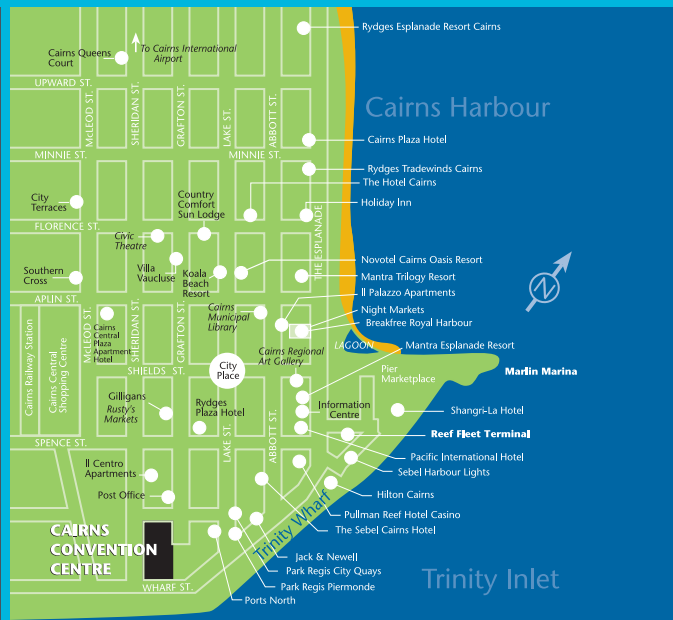 Rydges Esplanade Resort Cairns
To Cairns International
Airport
Cairns Queens
Court
UPWARD ST.
McLEOD ST.
SHERIDAN ST.
GRAFTON ST.
LAKE ST.
ABBOTT ST.
Cairns Harbour
Cairns Plaza Hotel
MINNIE ST.
MINNIE ST.
Rydges Tradewinds Cairns
The Hotel Cairns
City
Terraces
Country
Comfort
Sun Lodge
Holiday Inn
FLORENCE ST.
Civic
Theatre
THE ESPLANADE
Southern
Cross
Villa
Vaucluse
Koala
Beach
Resort
Novotel Cairns Oasis Resort
Mantra Trilogy Resort
N
APLIN ST.
Il Palazzo Apartments
Cairns
Municipal
Library
Night Markets
Breakfree Royal Harbour
Cairns Railway Station
Cairns Central
Shopping Centre
McLEOD ST.
Cairns
Central
Plaza
Apartment
Hotel
SHERIDAN ST.
GRAFTON ST.
LAGOON
Mantra Esplanade Resort
Cairns Regional
Art Gallery
SHIELDS ST.
City
Place
Pier
Marketplace
Marlin Marina
Gilligans
Rusty's
Markets
Rydges
Plaza Hotel
Information
Centre
Shangri-La Hotel
LAKE ST.
ABBOTT ST.
Reef Fleet Terminal
SPENCE ST.
Pacific International Hotel
Il Centro
Apartments
Sebel Harbour Lights
Post Office
Hilton Cairns
Pullman Reef Hotel Casino
Trinity Wharf
The Sebel Cairns Hotel
CAIRNS
CONVENTION
CENTRE
Jack & Newell
Park Regis City Quays
Trinity Inlet
WHARF ST.
Park Regis Piermonde
Ports North